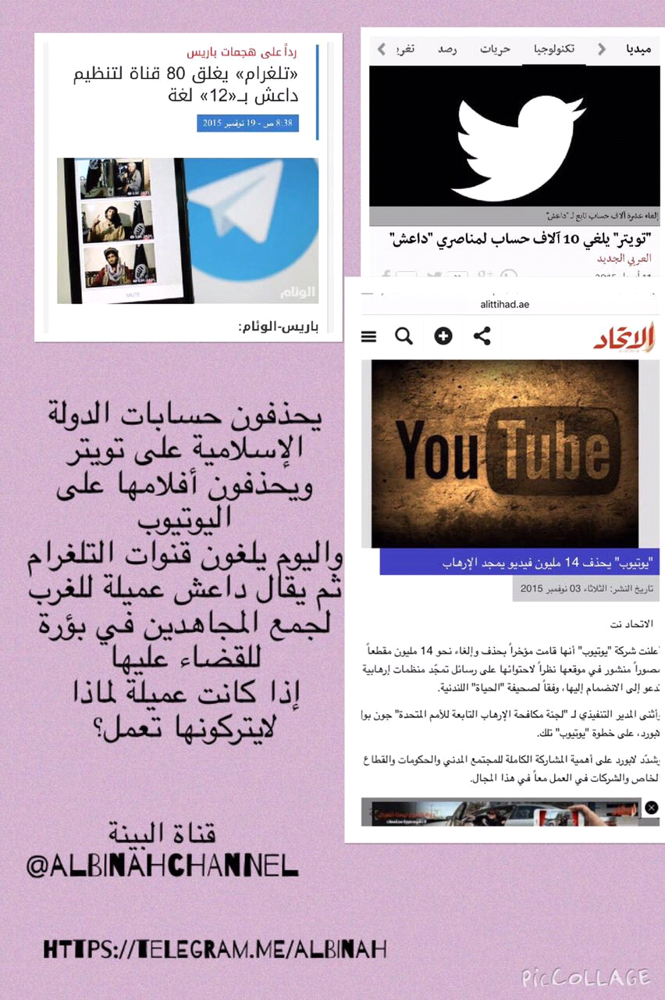 رداً على هجمات باريس
«تلغرام» يغلق 80 قناة لتنظيم
داعش بـ«12» لغة
8:38 ص - 19 نوفمبر 2015
MUTE
الوئام
باريس-الوئام:
ميديا
تكنولوجيا
حريات
رصد
إلغاء عشرة آلاف حساب تابع لـ "داعش"
"تويتر" يلغي 10 آلاف حساب لمناصري "داعش"
العربي الجديد
alittihad.ae
الاتحاد
YouTube
"يوتيوب" يحذف 14 مليون فيديو يمجد الإرهاب
تاريخ النشر: الثلاثاء 03 نوفمبر 2015
الاتحاد نت
علنت شركة "يوتيوب" أنها قامت مؤخراً بحذف وإلغاء نحو 14 مليون مقطعاً
مصوراً منشور في موقعها نظراً لاحتوائها على رسائل تمجّد منظمات إرهابية
تدعو إلى الانضمام إليها، وفقاً لصحيفة "الحياة" اللندنية.
وأثنى المدير التنفيذي لـ "لجنة مكافحة الإرهاب التابعة للأمم المتحدة" جون بول
لابورد، على خطوة "يوتيوب" تلك.
وشدّد لابورد على أهمية المشاركة الكاملة للمجتمع المدني والحكومات والقطاع
الخاص والشركات في العمل معاً في هذا المجال.
يحذفون حسابات الدولة
الإسلامية على تويتر
ويحذفون أفلامها على
اليوتيوب
واليوم يلغون قنوات التلغرام
ثم يقال داعش عميلة للغرب
لجمع المجاهدين في بؤرة
للقضاء عليها
إذا كانت عميلة لماذا
لايتركونها تعمل؟
قناة البينة
@ALBINAHCHANNEL
HTTPS://TELEGRAM.ME/ALBINAH
PicCOLLAGE